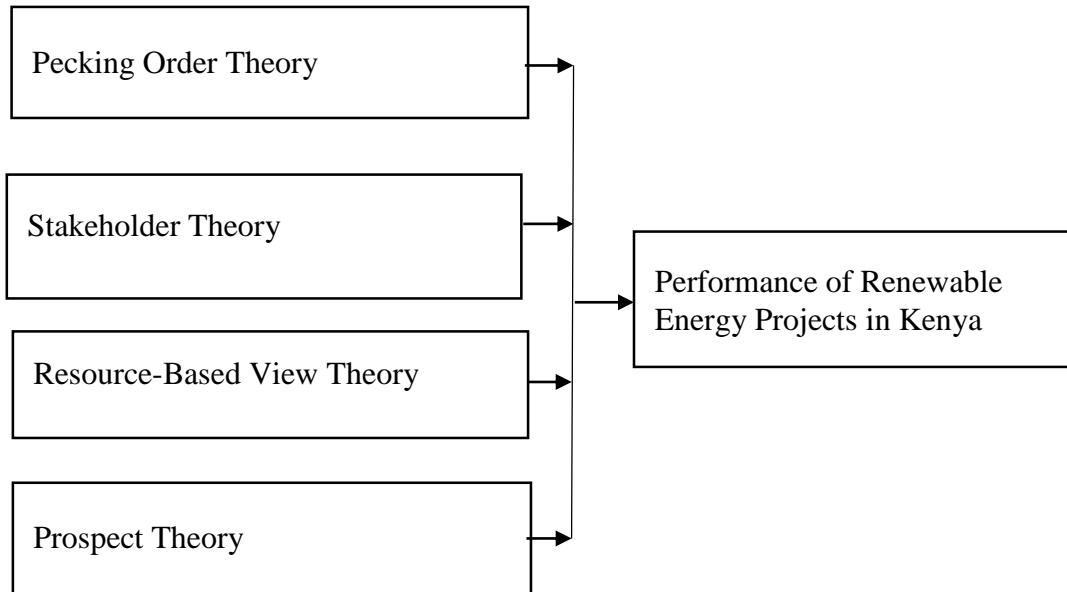 Pecking Order Theory
Stakeholder Theory
Performance of Renewable
Energy Projects in Kenya
Resource-Based View Theory
Prospect Theory